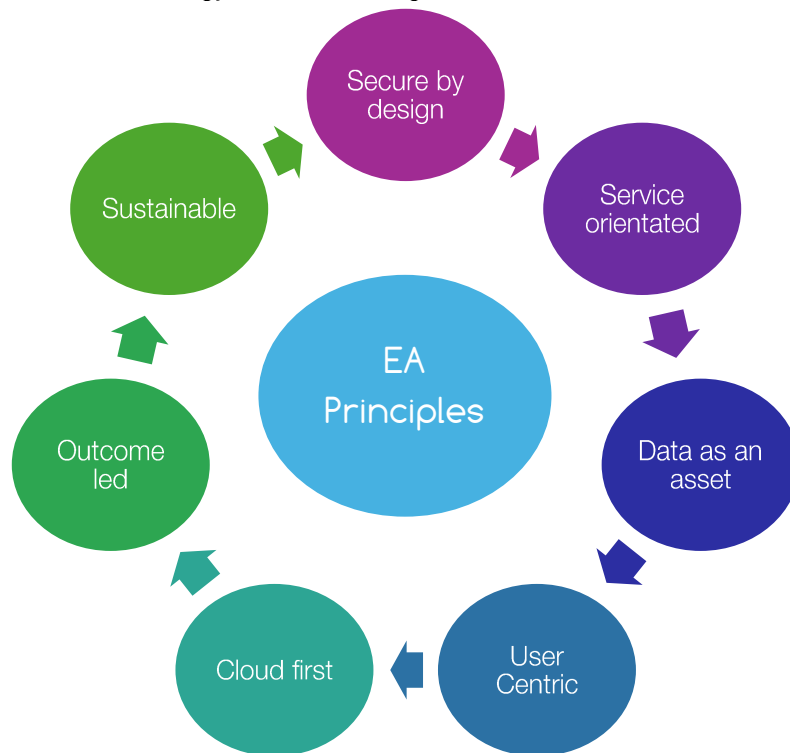 Secure by
design
Service
orientated
Data as an
asset
User
Centric
Cloud first
Outcome
led
Sustainable
EA
Principles